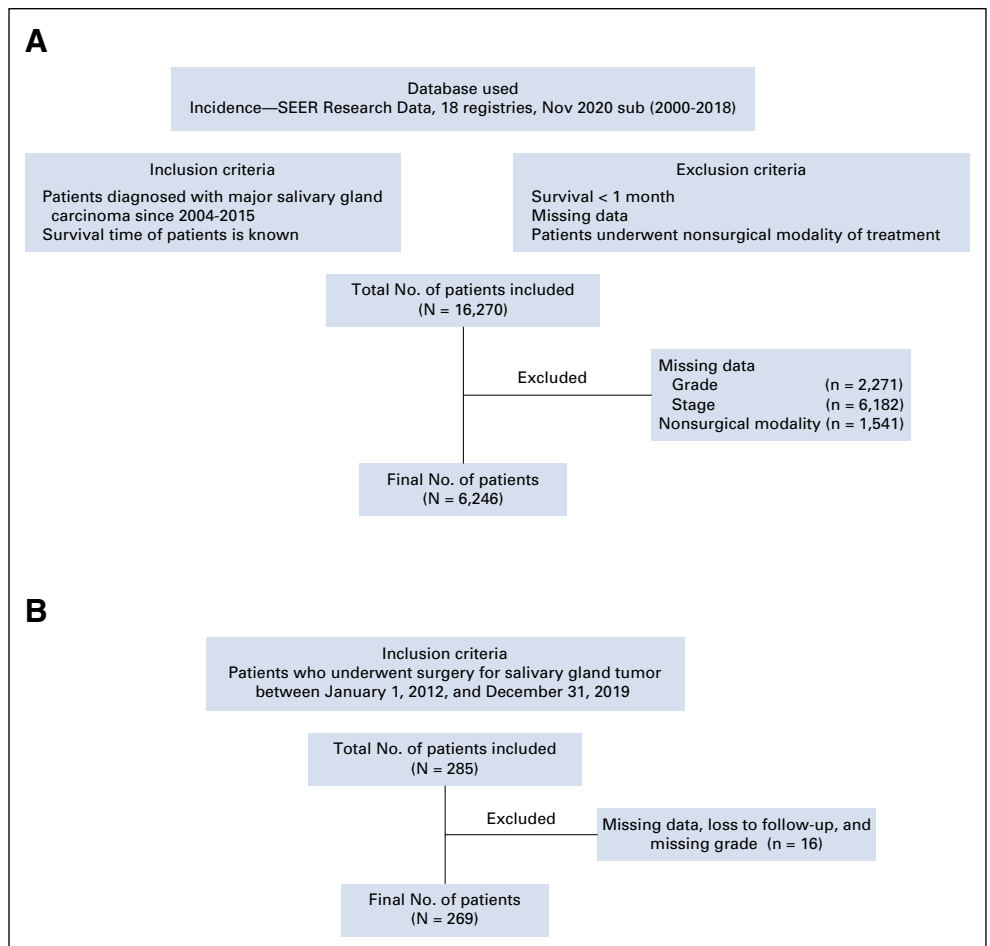 A
Database used
Incidence—SEER Research Data, 18 registries, Nov 2020 sub (2000-2018)
Inclusion criteria
Patients diagnosed with major salivary gland
carcinoma since 2004-2015
Survival time of patients is known
Exclusion criteria
Survival < 1 month
Missing data
Patients underwent nonsurgical modality of treatment
Total No. of patients included
(N = 16,270)
Excluded
Missing data
Grade (n = 2,271)
Stage (n = 6,182)
Nonsurgical modality (n = 1,541)
Final No. of patients
(N = 6,246)
B
Inclusion criteria
Patients who underwent surgery for salivary gland tumor
between January 1, 2012, and December 31, 2019
Total No. of patients included
(N = 285)
Excluded
Missing data, loss to follow-up, and
missing grade (n = 16)
Final No. of patients
(N = 269)